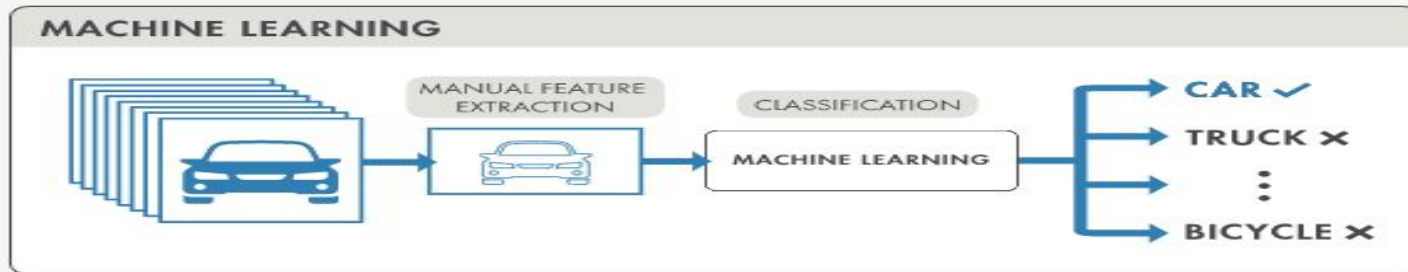 MACHINE LEARNING
MANUAL FEATURE
EXTRACTION
CLASSIFICATION
MACHINE LEARNING
CAR
TRUCK
BICYCLE